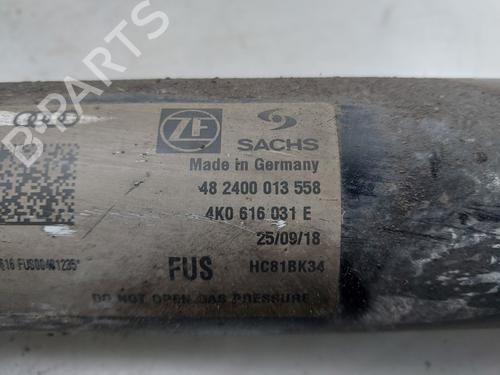 ZF
SACHS
Made in Germany
48 2400 013 558
4K0 616 031 E
25/09/18
FUS HC81BK34
DO NOT OPEN GAS PRESSURE